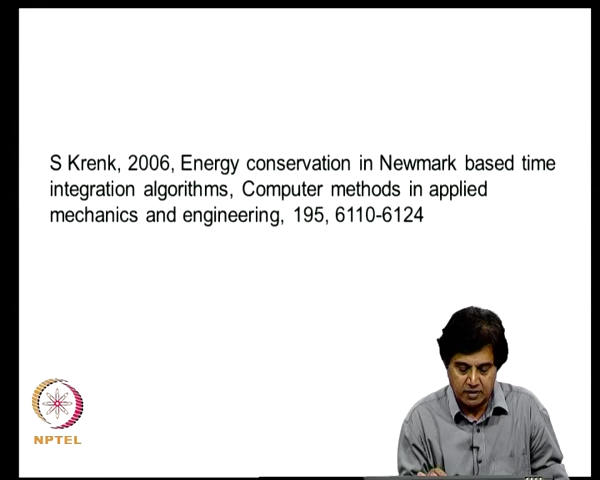 S Krenk, 2006, Energy conservation in Newmark based time
integration algorithms, Computer methods in applied
mechanics and engineering, 195, 6110-6124
NPTEL